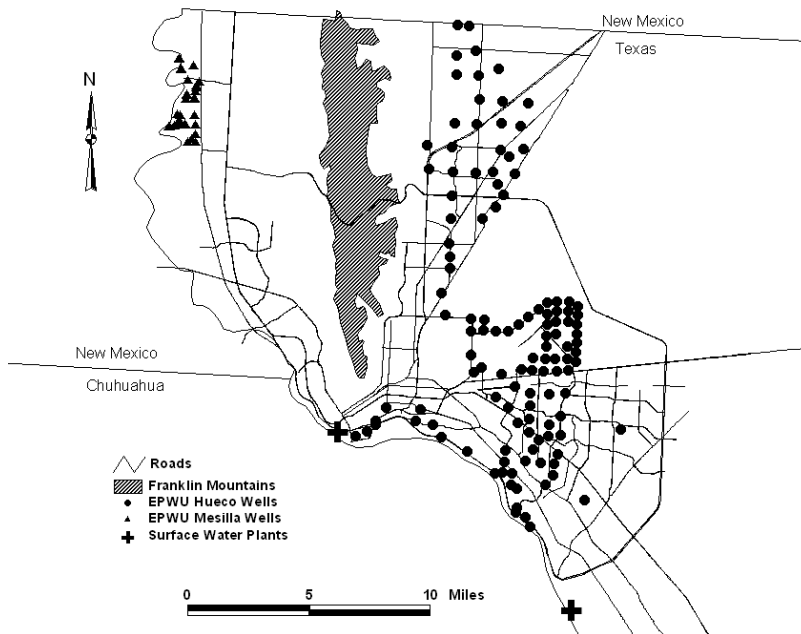 New Mexico
Texas
N
New Mexico
Chuhuahua
Roads
Franklin Mountains
EPWU Hueco Wells
EPWU Mesilla Wells
Surface Water Plants
0 5 10 Miles